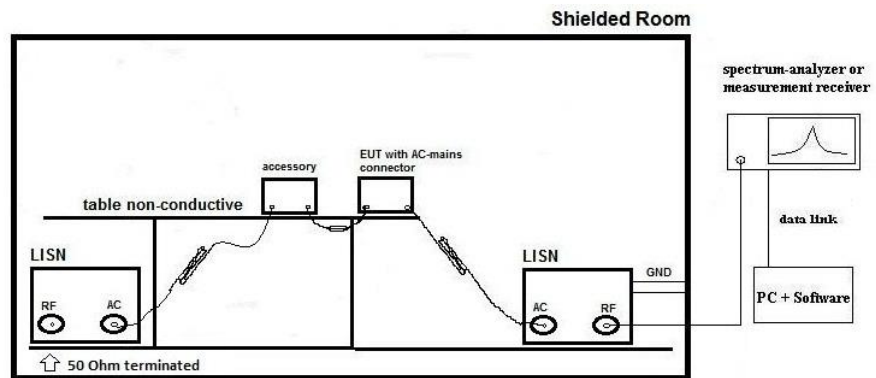 Shielded Room
spectrum-analyzer or
measurement receiver
EUT with AC-mains
connector
accessory
table non-conductive
data link
LISN
LISN
GND
RF
AC
AC
RF
PC + Software
50 Ohm terminated